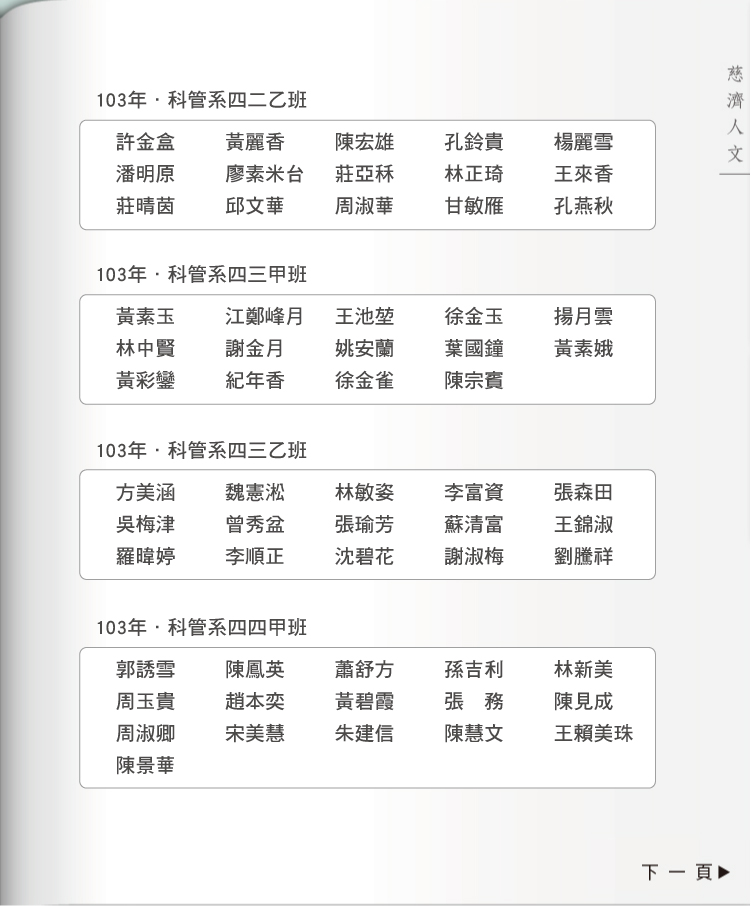 慈濟人文
103年．科管系四二乙班
許金盒 黃麗香 陳宏雄 孔鈴貴 楊麗雪
潘明原 廖素米台 莊亞秝 林正琦 王來香
莊晴茵 邱文華 周淑華 甘敏雁 孔燕秋
103年．科管系四三甲班
黃素玉 江鄭峰月 王池堃 徐金玉 揚月雲
林中賢 謝金月 姚安蘭 葉國鐘 黃素娥
黃彩鑾 紀年香 徐金雀 陳宗賓
103年．科管系四三乙班
方美涵 魏憲淞 林敏姿 李富資 張森田
吳梅津 曾秀盆 張瑜芳 蘇清富 王錦淑
羅暐婷 李順正 沈碧花 謝淑梅 劉騰祥
103年．科管系四四甲班
郭誘雪 陳鳳英 蕭舒方 孫吉利 林新美
周玉貴 趙本奕 黃碧霞 張　務 陳見成
周淑卿 宋美慧 朱建信 陳慧文 王賴美珠
陳景華
下一頁▶